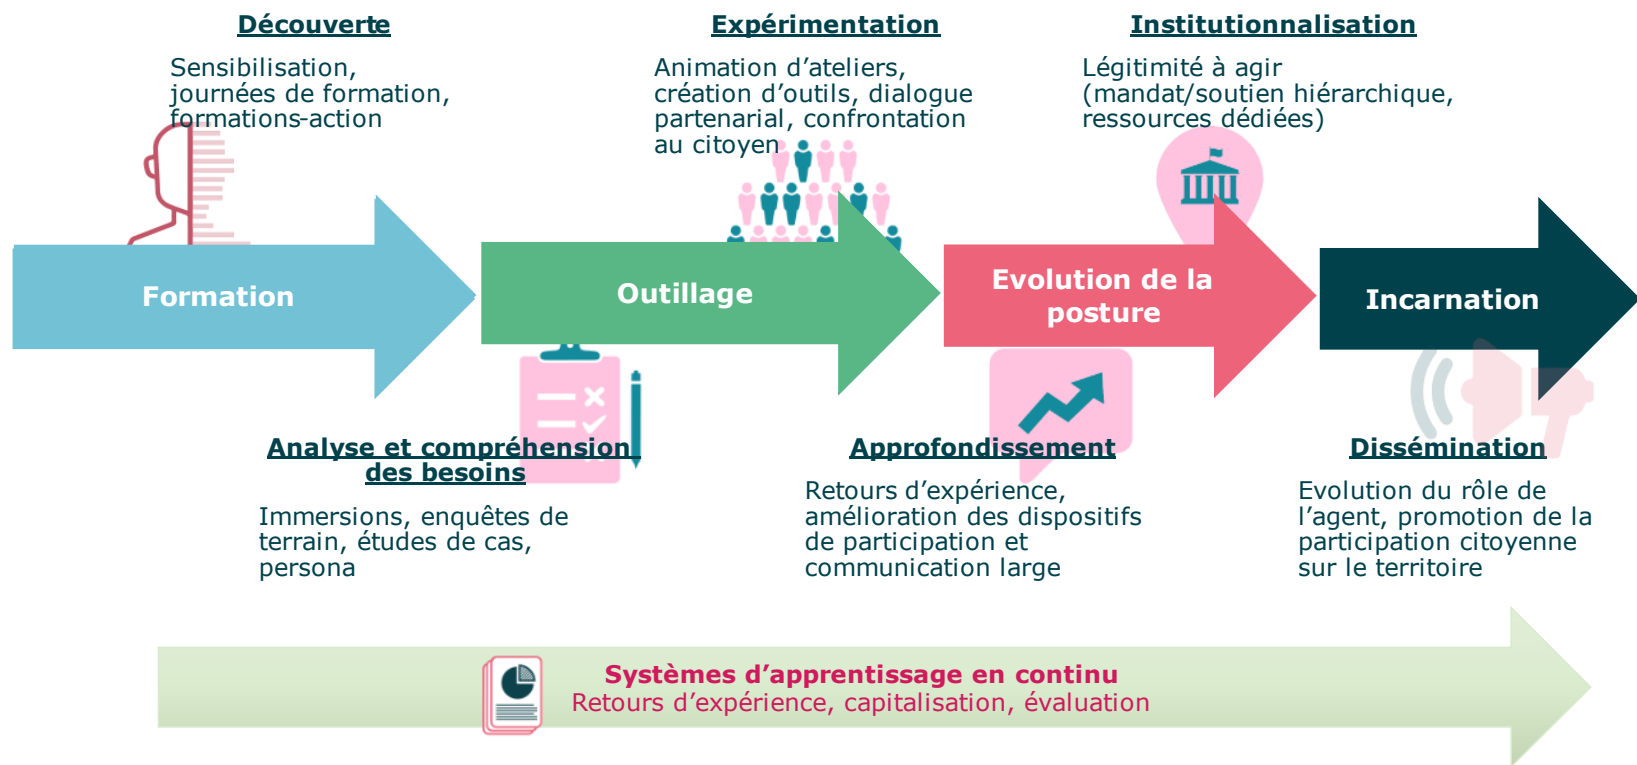 Découverte
Sensibilisation,
journées de formation,
formations-action
Expérimentation
Animation d’ateliers,
création d’outils, dialogue
partenarial, confrontation
au citoyen
Institutionnalisation
Légitimité à agir
(mandat/soutien hiérarchique,
ressources dédiées)
Formation
Outillage
Evolution de la
posture
Incarnation
Analyse et compréhension
des besoins
Immersions, enquêtes de
terrain, études de cas,
persona
Approfondissement
Retours d’expérience,
amélioration des dispositifs
de participation et
communication large
Dissémination
Evolution du rôle de
l’agent, promotion de la
participation citoyenne
sur le territoire
Systèmes d’apprentissage en continu
Retours d’expérience, capitalisation, évaluation